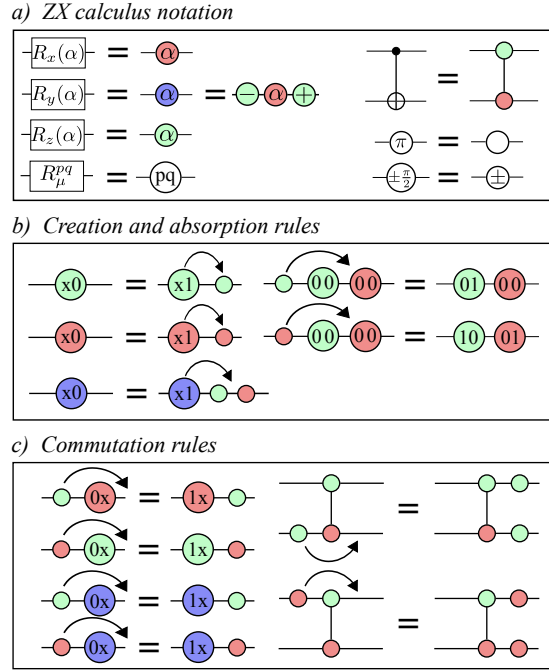 a) ZX calculus notation
R_x(α) = α
R_y(α) = α = − α +
R_z(α) = α
R_μ^{pq} = pq
=
π =
±π/2 = ±
b) Creation and absorption rules
x0 = x1 00 00 = 01 00
x0 = x1 00 00 = 10 01
x0 = x1
c) Commutation rules
0x = 1x =
0x = 1x
0x = 1x =
0x = 1x